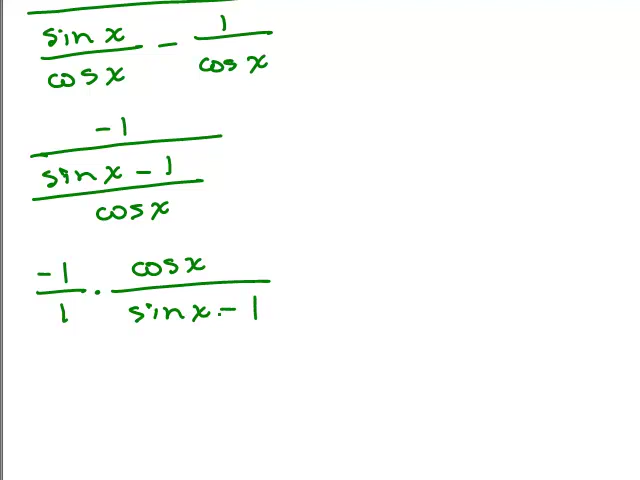 sin x / cos x - 1 / cos x
-1 / ((sin x - 1) / cos x)
-1 / 1 · cos x / (sin x - 1)